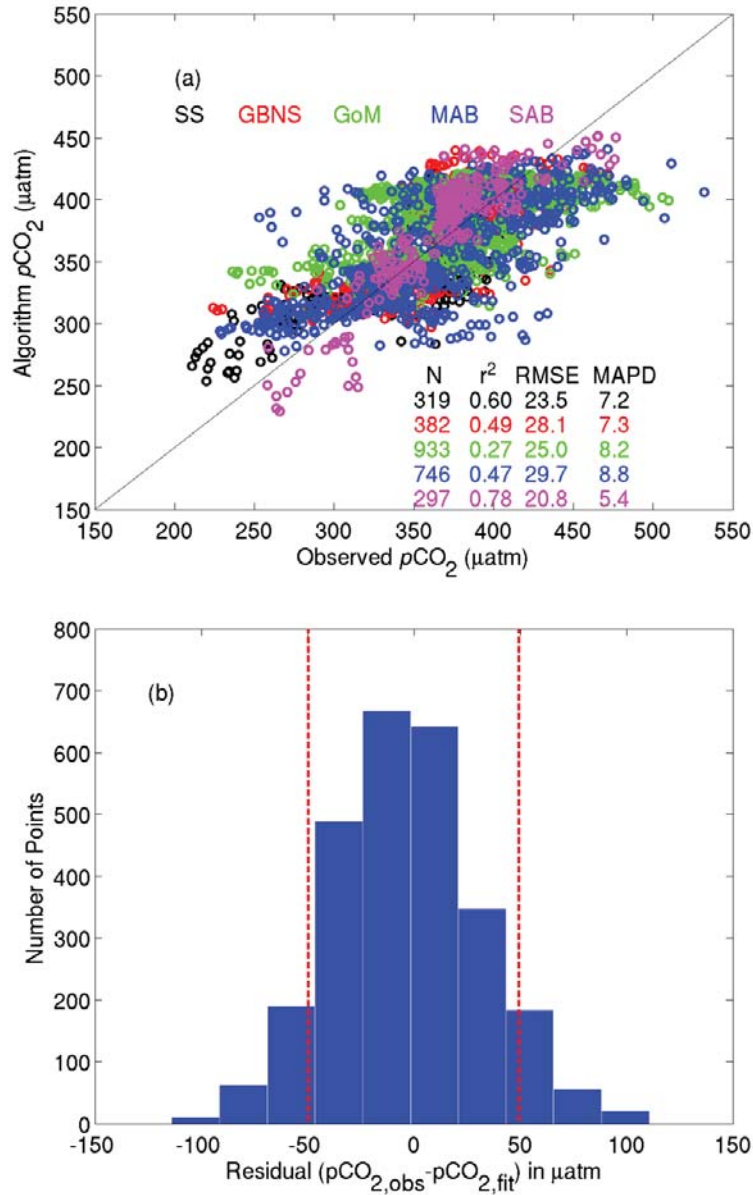 550
500
450
400
350
300
250
200
150
Algorithm pCO2 (µatm)
(a)
SS GBNS GoM MAB SAB
N r2 RMSE MAPD
319 0.60 23.5 7.2
382 0.49 28.1 7.3
933 0.27 25.0 8.2
746 0.47 29.7 8.8
297 0.78 20.8 5.4
150 200 250 300 350 400 450 500 550
Observed pCO2 (µatm)
800
700
600
500
400
300
200
100
0
Number of Points
(b)
-150 -100 -50 0 50 100 150
Residual (pCO2,obs-pCO2,fit) in µatm